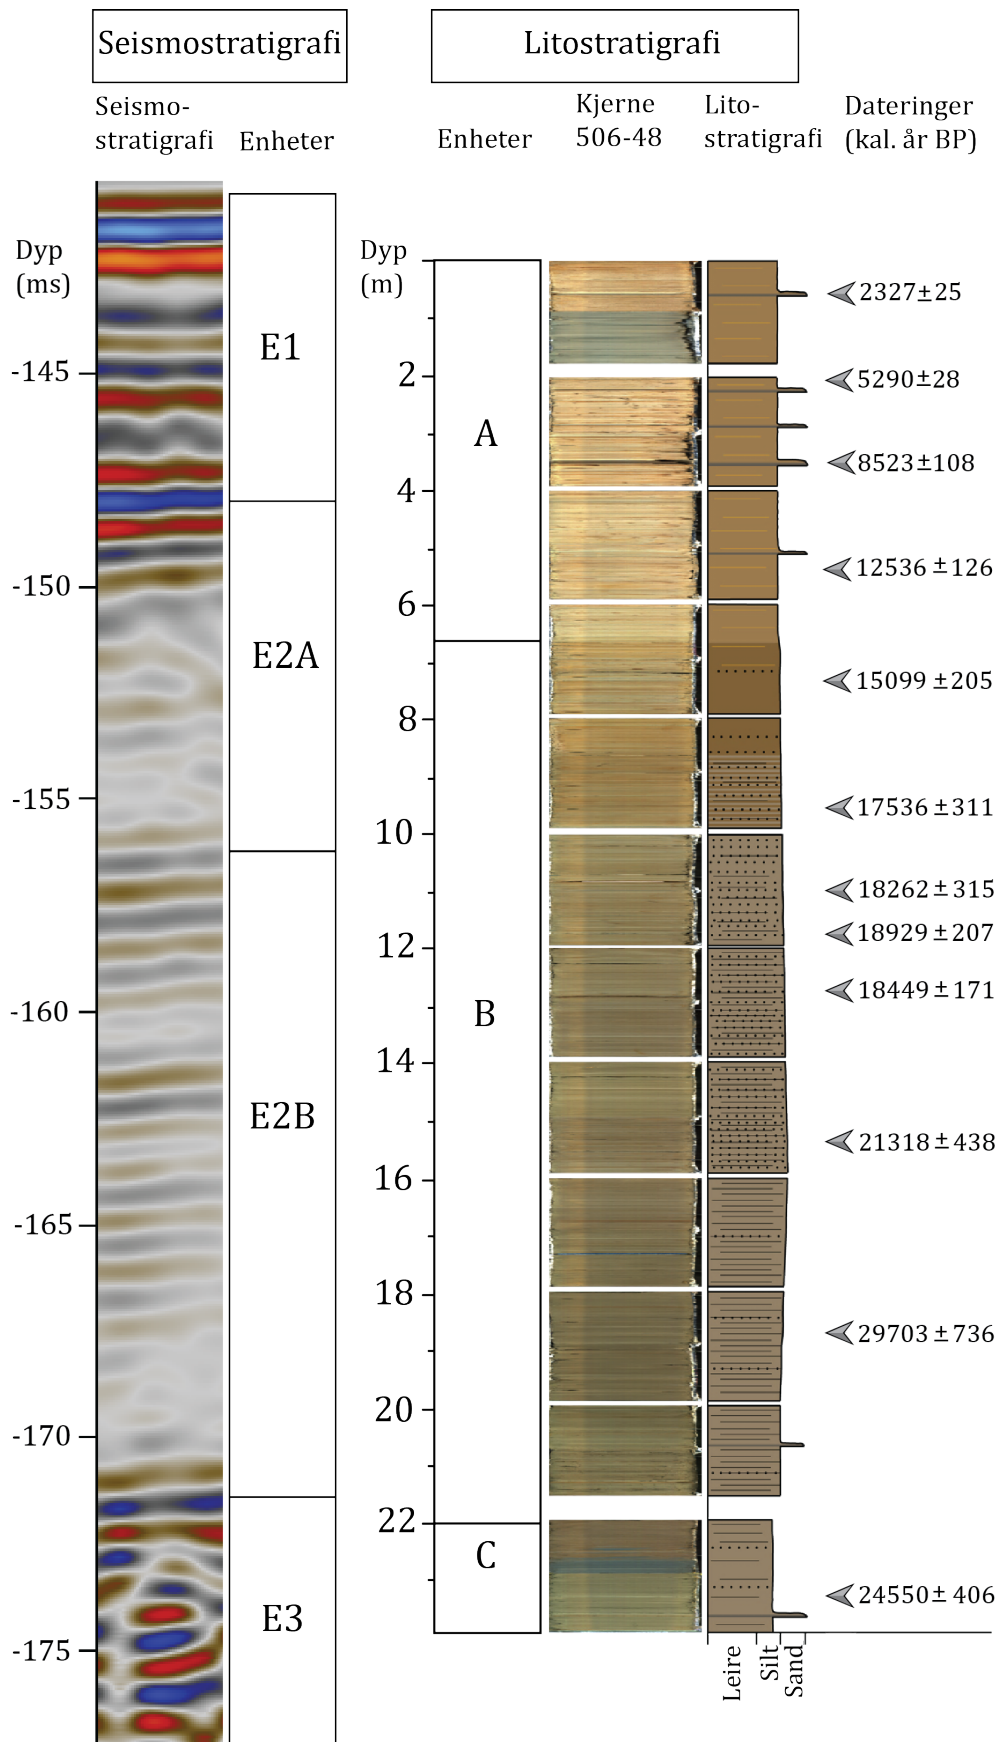 Seismostratigrafi
Litostratigrafi
Seismo-
stratigrafi
Enheter
Enheter
Kjerne
506-48
Lito-
stratigrafi
Dateringer
(kal. år BP)
Dyp
(ms)
-145
-150
-155
-160
-165
-170
-175
E1
E2A
E2B
E3
Dyp
(m)
2
4
6
8
10
12
14
16
18
20
22
A
B
C
2327±25
5290±28
8523±108
12536 ±126
15099 ±205
17536 ±311
18262 ±315
18929 ±207
18449 ±171
21318 ±438
29703 ±736
24550± 406
Leire
Silt
Sand